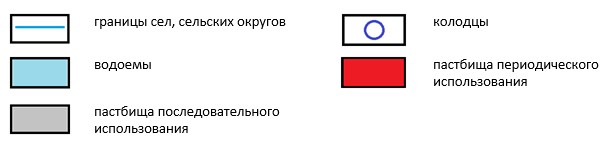 границы сел, сельских округов
водоемы
пастбища последовательного
использования
колодцы
пастбища периодического
использования